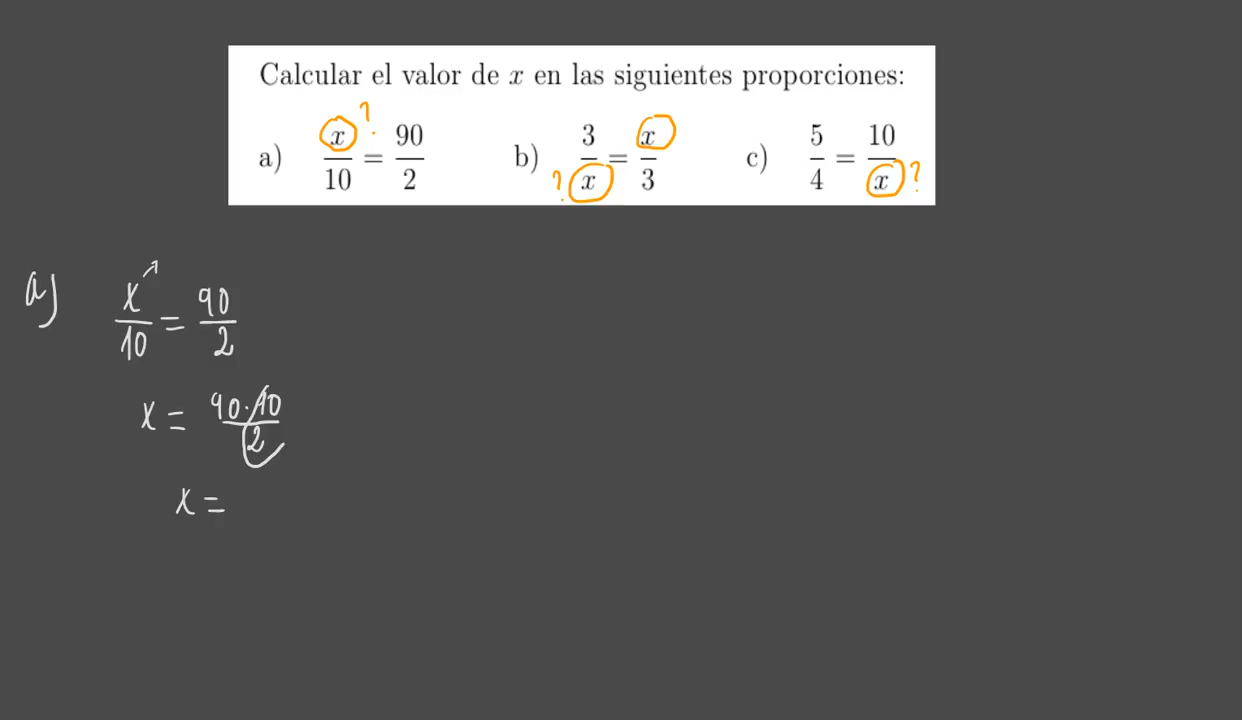 Calcular el valor de x en las siguientes proporciones:
a) x/10 = 90/2 b) 3/x = x/3 c) 5/4 = 10/x
? ? ?
a) x/10 = 90/2
x = 90·10/2
x =